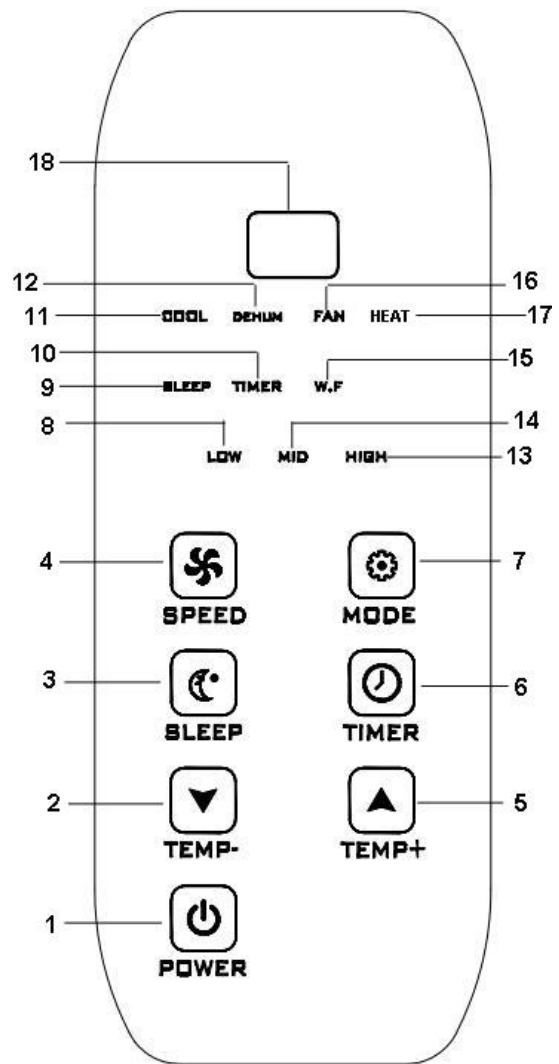 18
12 16
11 COOL DEHUM FAN HEAT 17
10 15
9 SLEEP TIMER W.F
8 14
LOW MID HIGH 13
4 7
SPEED MODE
3 6
SLEEP TIMER
2 5
TEMP- TEMP+
1
POWER